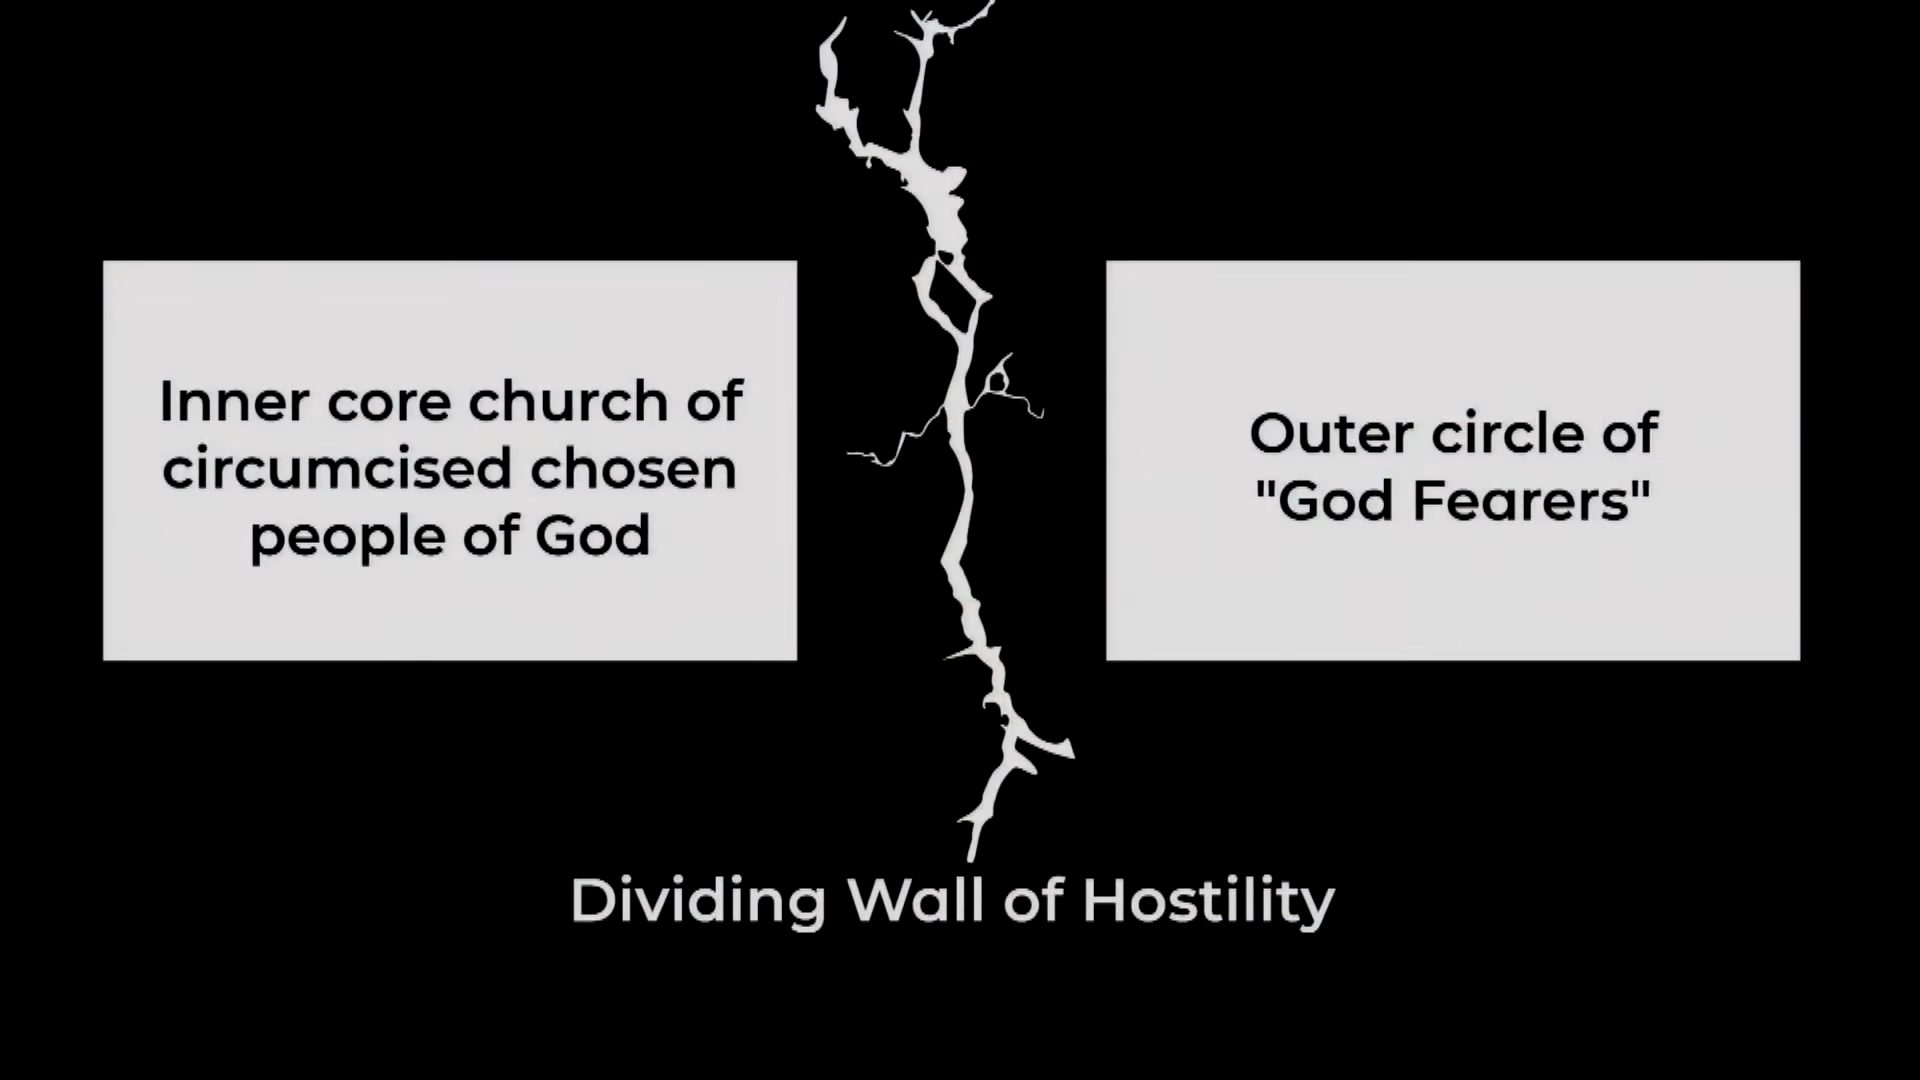 Inner core church of
circumcised chosen
people of God
Outer circle of
"God Fearers"
Dividing Wall of Hostility